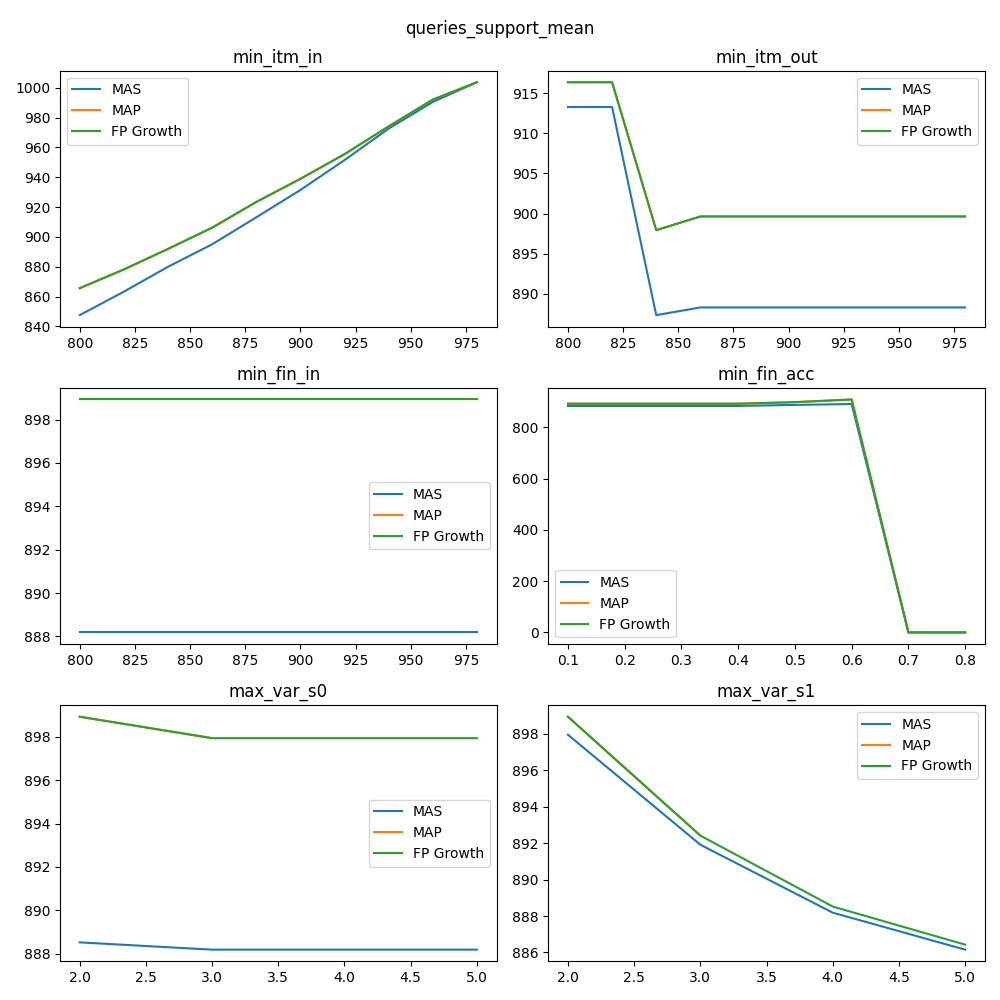 queries_support_mean
min_itm_in
1000
980
960
940
920
900
880
860
840
800 825 850 875 900 925 950 975
MAS
MAP
FP Growth
min_itm_out
915
910
905
900
895
890
800 825 850 875 900 925 950 975
MAS
MAP
FP Growth
min_fin_in
898
896
894
892
890
888
800 825 850 875 900 925 950 975
MAS
MAP
FP Growth
min_fin_acc
800
600
400
200
0
0.1 0.2 0.3 0.4 0.5 0.6 0.7 0.8
MAS
MAP
FP Growth
max_var_s0
898
896
894
892
890
888
2.0 2.5 3.0 3.5 4.0 4.5 5.0
MAS
MAP
FP Growth
max_var_s1
898
896
894
892
890
888
886
2.0 2.5 3.0 3.5 4.0 4.5 5.0
MAS
MAP
FP Growth